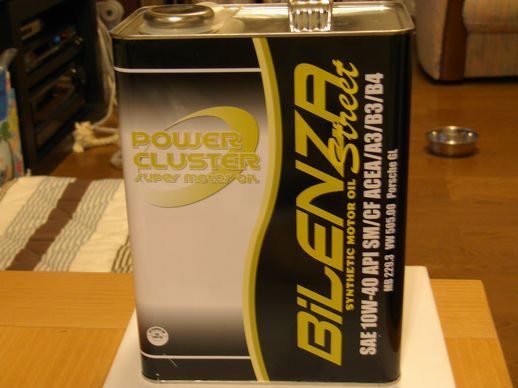 POWER
CLUSTER
SUPER MOTOR OIL
BiLENZA
Street
SYNTHETIC MOTOR OIL
SAE 10W-40 API SM/CF ACEA/A3/B3/B4
MB 229.3 VW 505.00 Porsche GL